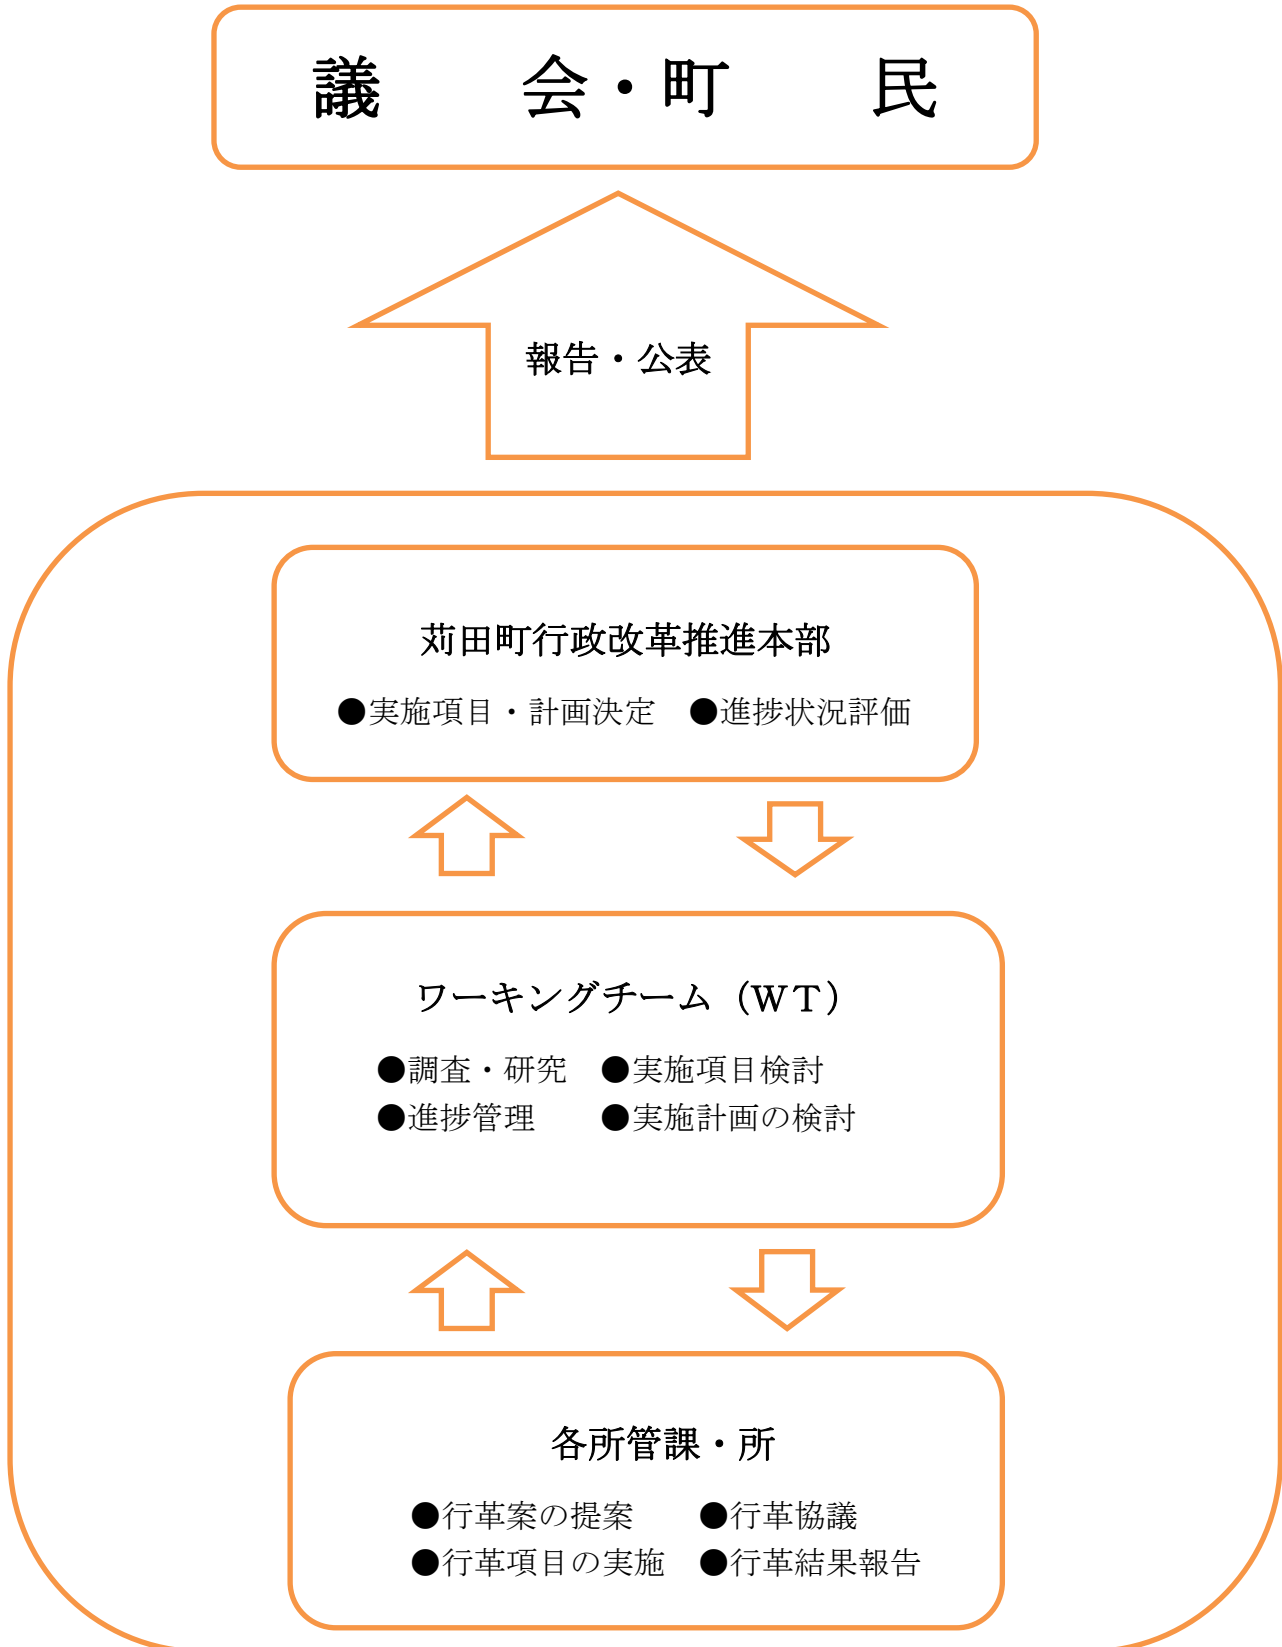 議　会・町　民
報告・公表
苅田町行政改革推進本部
●実施項目・計画決定　●進捗状況評価
ワーキングチーム（ＷＴ）
●調査・研究　●実施項目検討
●進捗管理　　●実施計画の検討
各所管課・所
●行革案の提案　　●行革協議
●行革項目の実施　●行革結果報告